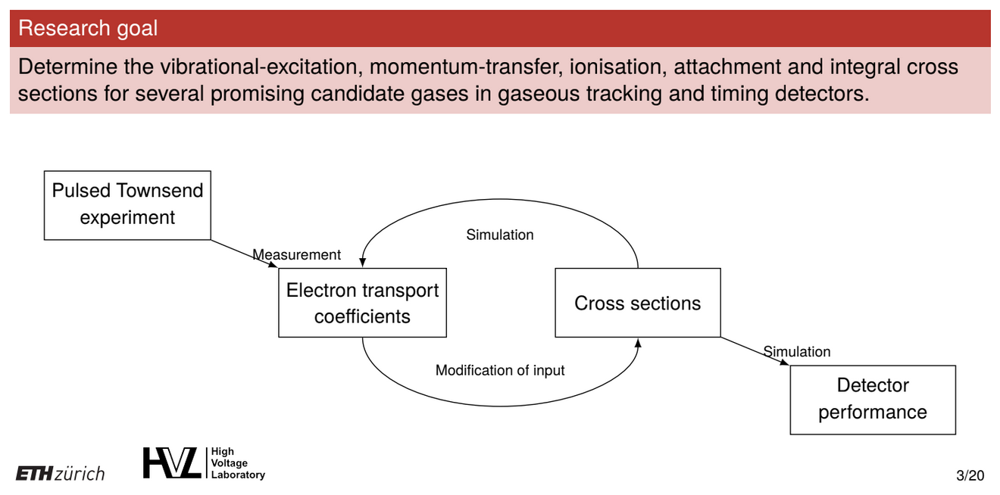 Research goal
Determine the vibrational-excitation, momentum-transfer, ionisation, attachment and integral cross
sections for several promising candidate gases in gaseous tracking and timing detectors.
Pulsed Townsend
experiment
Simulation
Measurement
Electron transport
coefficients
Cross sections
Simulation
Modification of input
Detector
performance
ETH zürich
HVL
High
Voltage
Laboratory
3/20